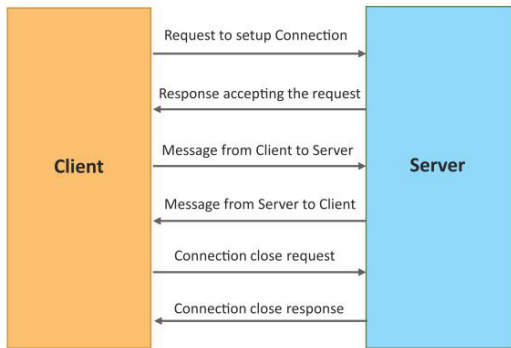 Request to setup Connection
Response accepting the request
Message from Client to Server
Client
Server
Message from Server to Client
Connection close request
Connection close response